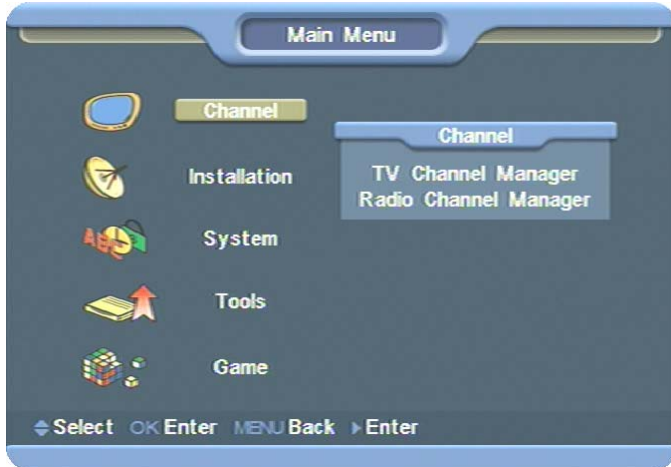 Main Menu
Channel
Channel
Installation
TV Channel Manager
Radio Channel Manager
ABC
System
Tools
Game
Select OK Enter MENU Back Enter